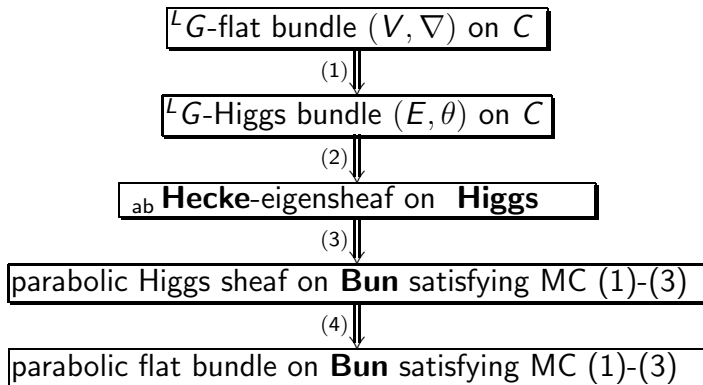 ᴸG-flat bundle (V, ∇) on C
(1)
ᴸG-Higgs bundle (E, θ) on C
(2)
ab Hecke-eigensheaf on Higgs
(3)
parabolic Higgs sheaf on Bun satisfying MC (1)-(3)
(4)
parabolic flat bundle on Bun satisfying MC (1)-(3)